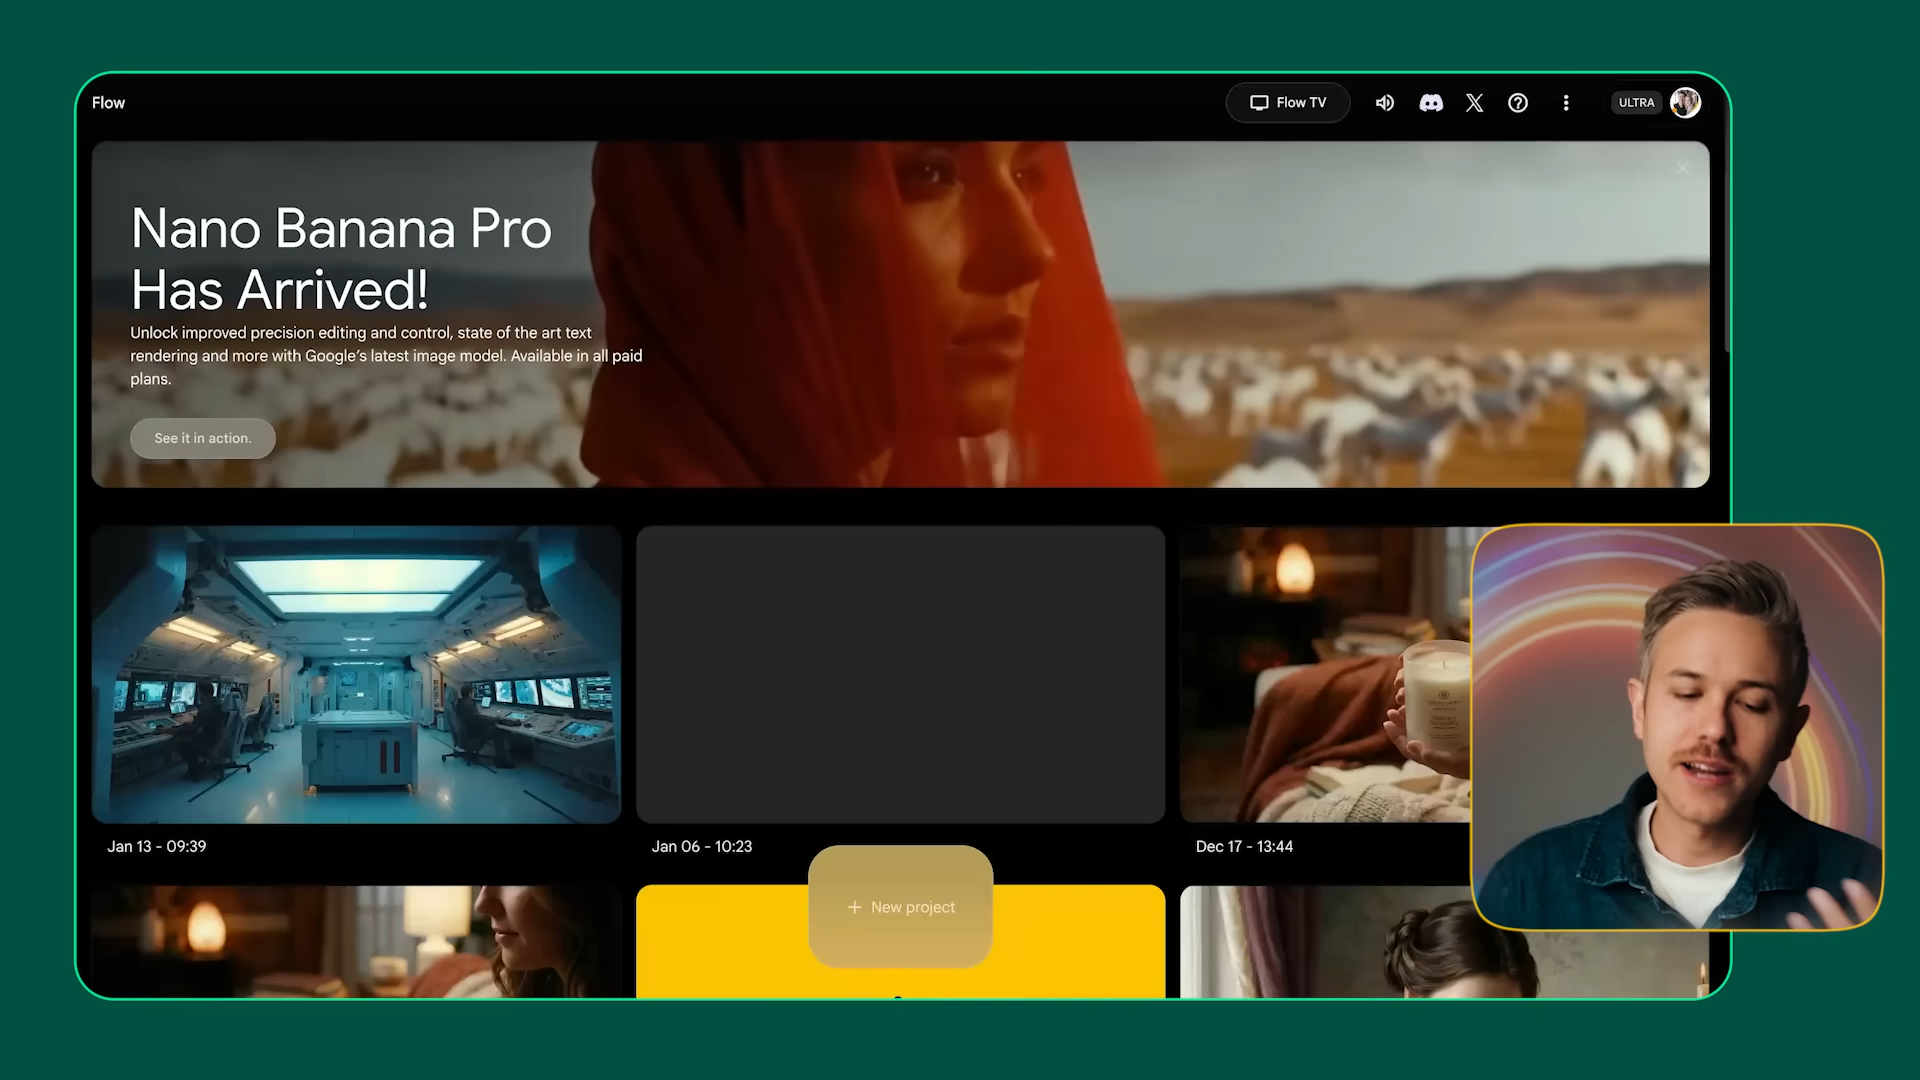 Flow
Flow TV
ULTRA
Nano Banana Pro
Has Arrived!
Unlock improved precision editing and control, state of the art text
rendering and more with Google's latest image model. Available in all paid
plans.
See it in action.
Jan 13 - 09:39
Jan 06 - 10:23
Dec 17 - 13:44
+ New project